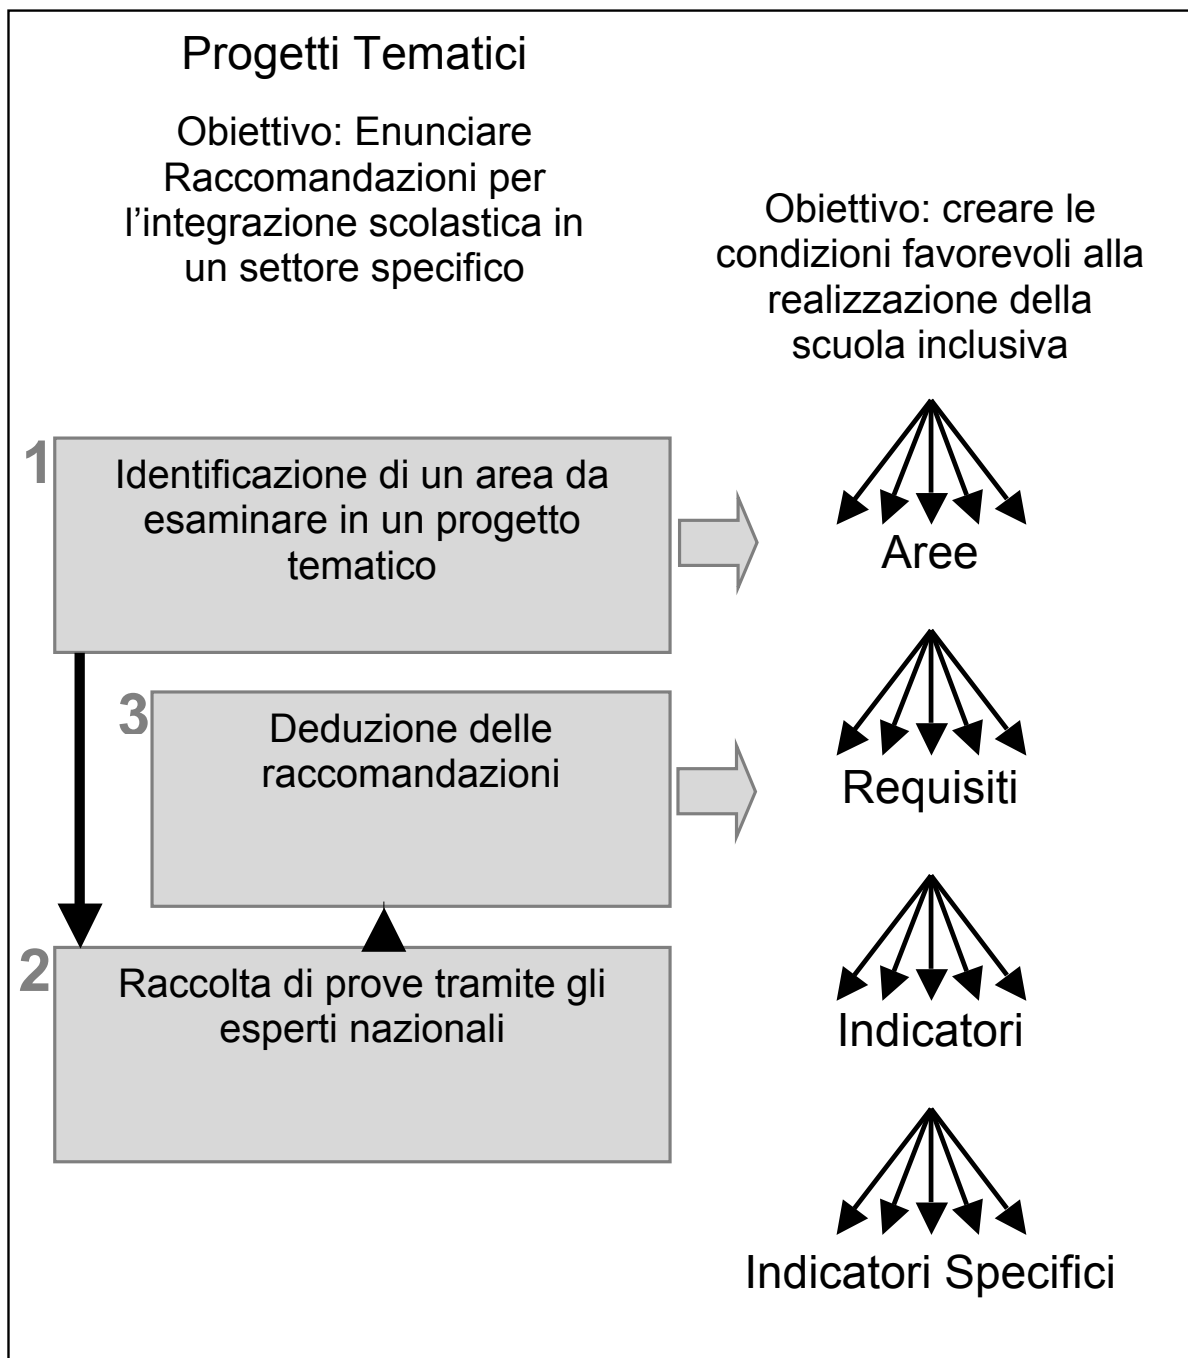 Progetti Tematici
Obiettivo: Enunciare
Raccomandazioni per
l’integrazione scolastica in
un settore specifico
Obiettivo: creare le
condizioni favorevoli alla
realizzazione della
scuola inclusiva
1
Identificazione di un area da
esaminare in un progetto
tematico
Aree
3
Deduzione delle
raccomandazioni
Requisiti
2
Raccolta di prove tramite gli
esperti nazionali
Indicatori
Indicatori Specifici